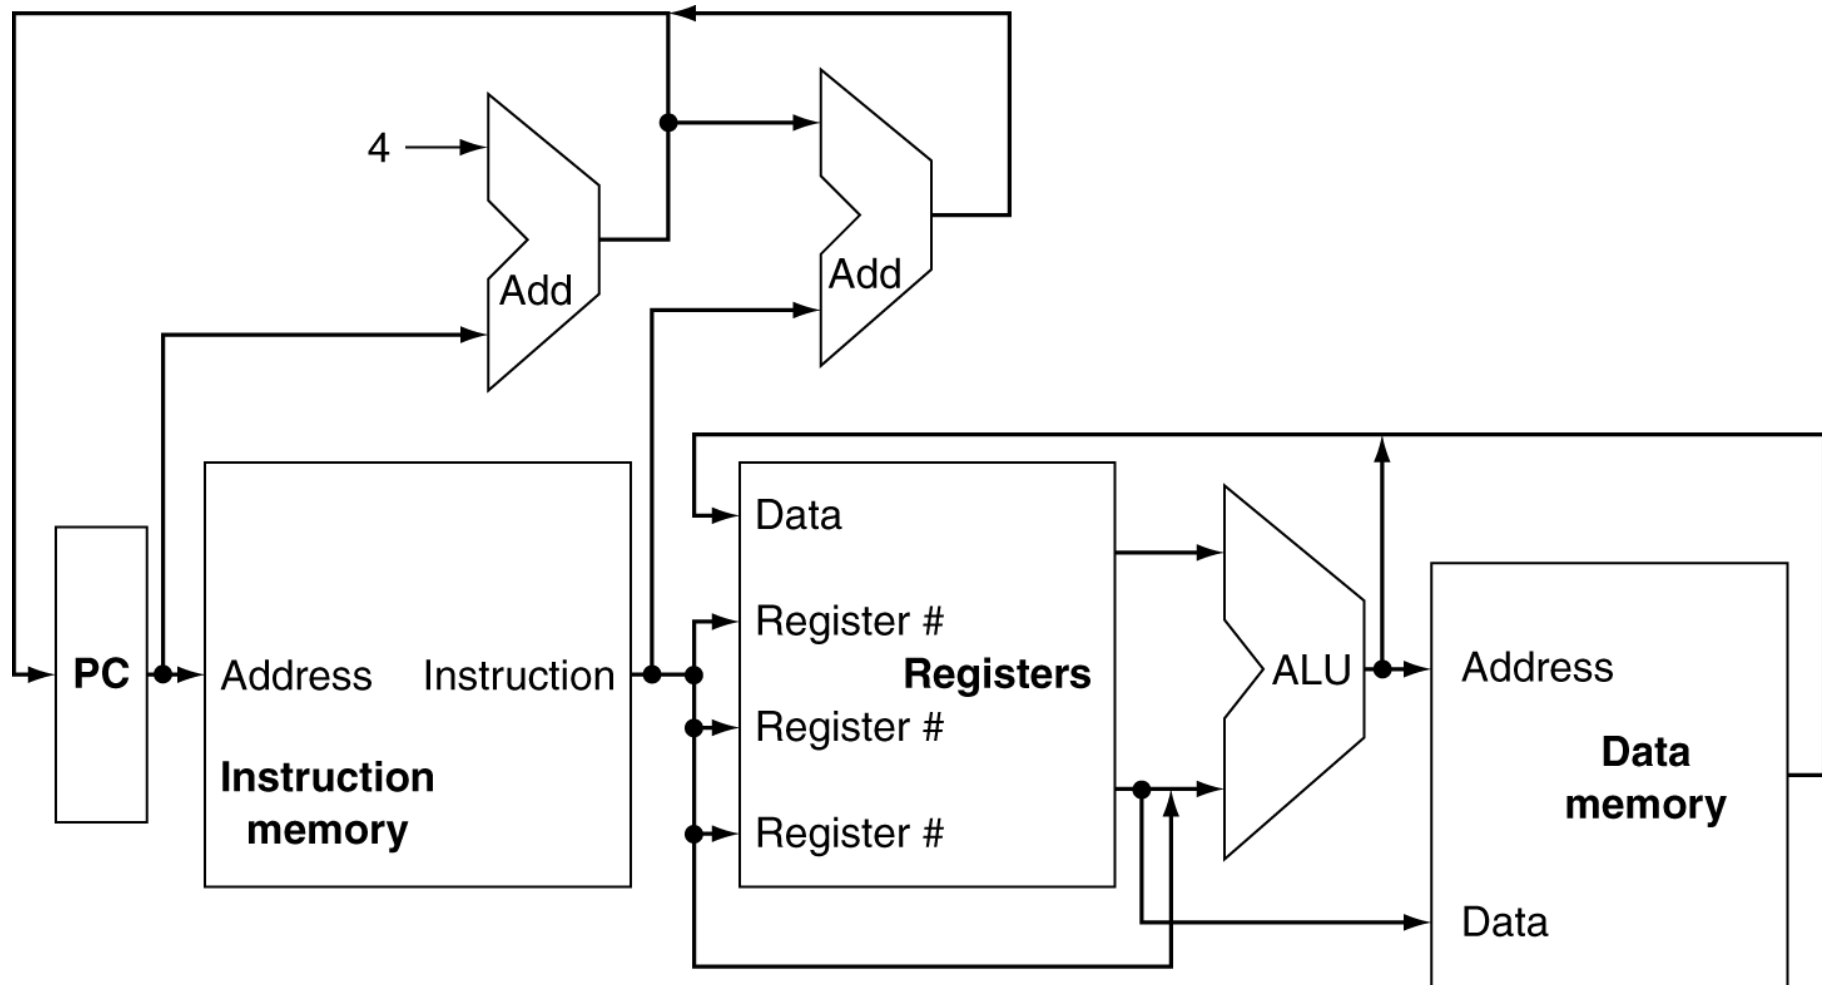 4
Add
Add
Data
Register #
Register #
Register #
Registers
PC
Address
Instruction
Instruction
memory
ALU
Address
Data
memory
Data